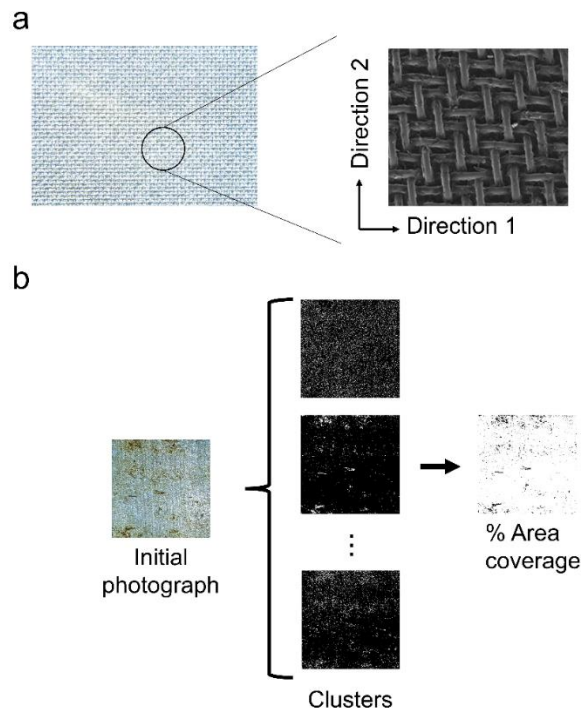 a
Direction 2
Direction 1
b
Initial
photograph
⋮
Clusters
% Area
coverage